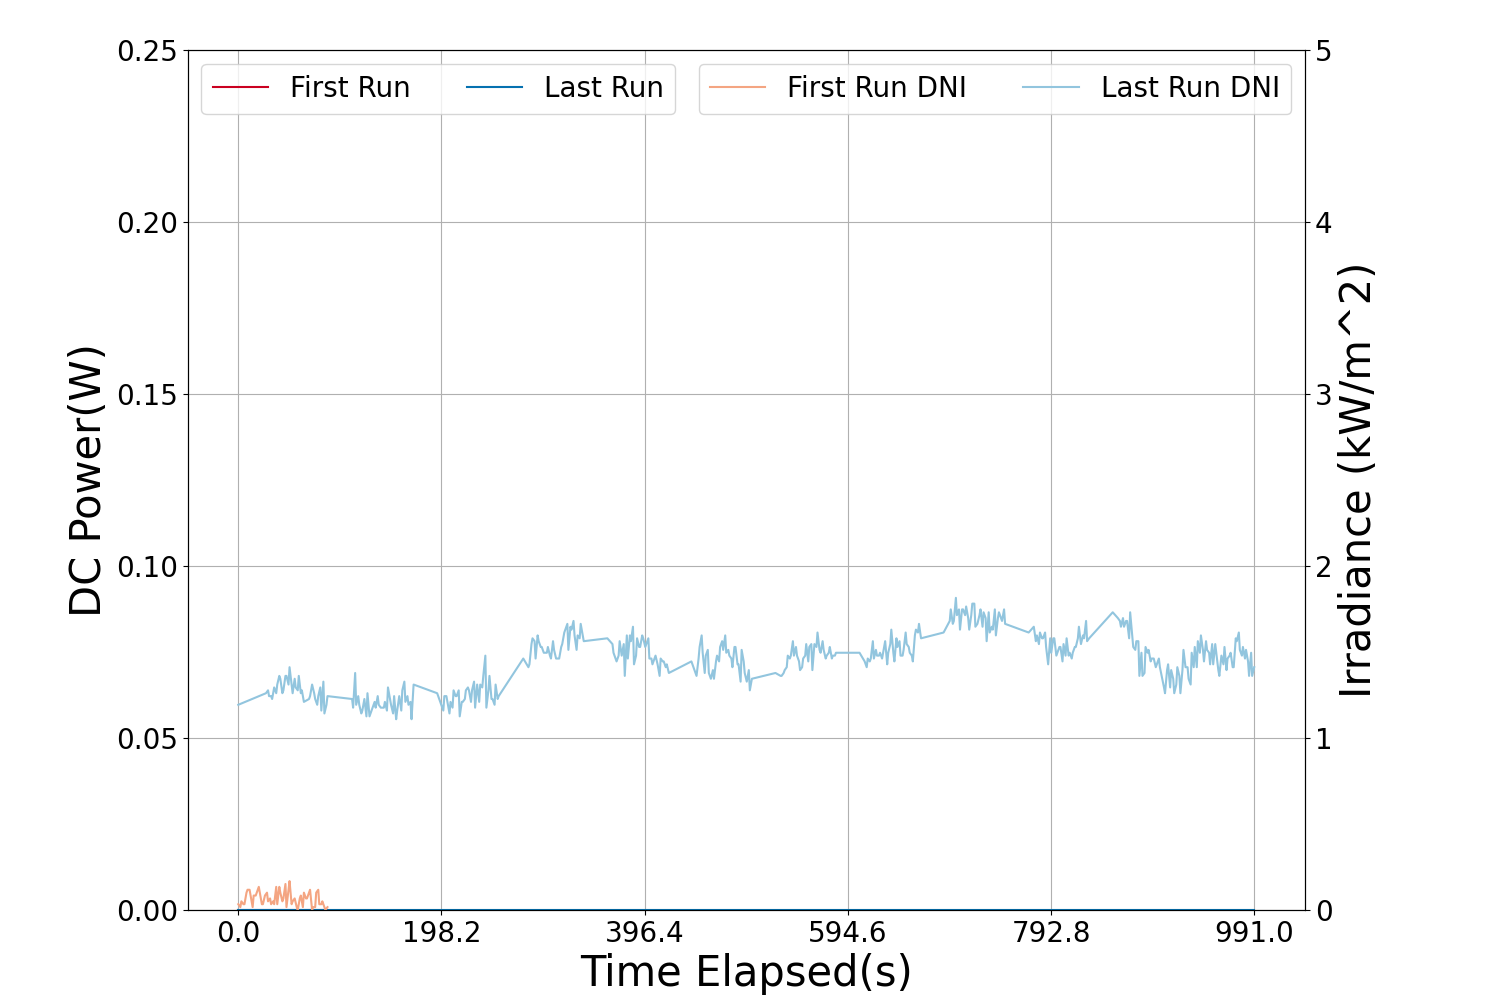 First Run
Last Run
First Run DNI
Last Run DNI
DC Power(W)
0.25
0.20
0.15
0.10
0.05
0.00
5
4
3
2
1
0
Irradiance (kW/m^2)
0.0
198.2
396.4
594.6
792.8
991.0
Time Elapsed(s)